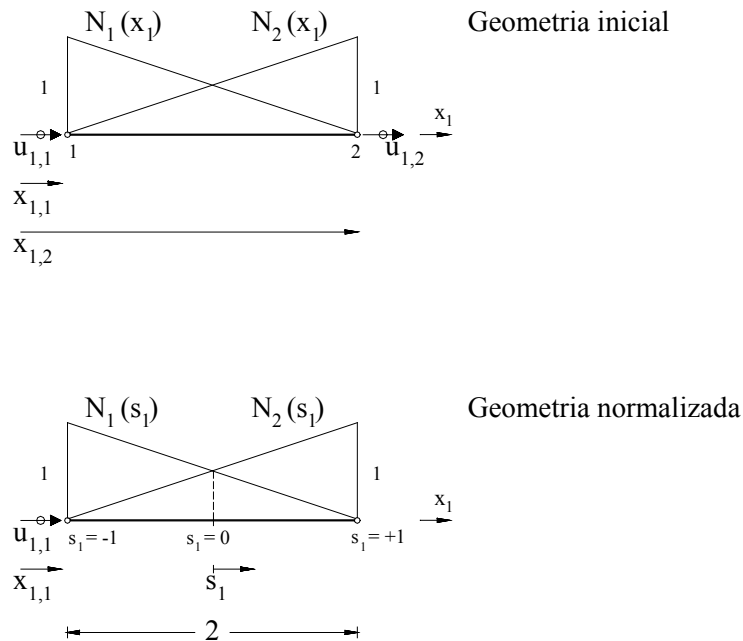 N₁(x₁) N₂(x₁) Geometria inicial
1 1
x₁
u₁,₁ 1 2 u₁,₂
x₁,₁
x₁,₂
N₁(s₁) N₂(s₁) Geometria normalizada
1 1
x₁
u₁,₁ s₁ = -1 s₁ = 0 s₁ = +1
x₁,₁ s₁
2